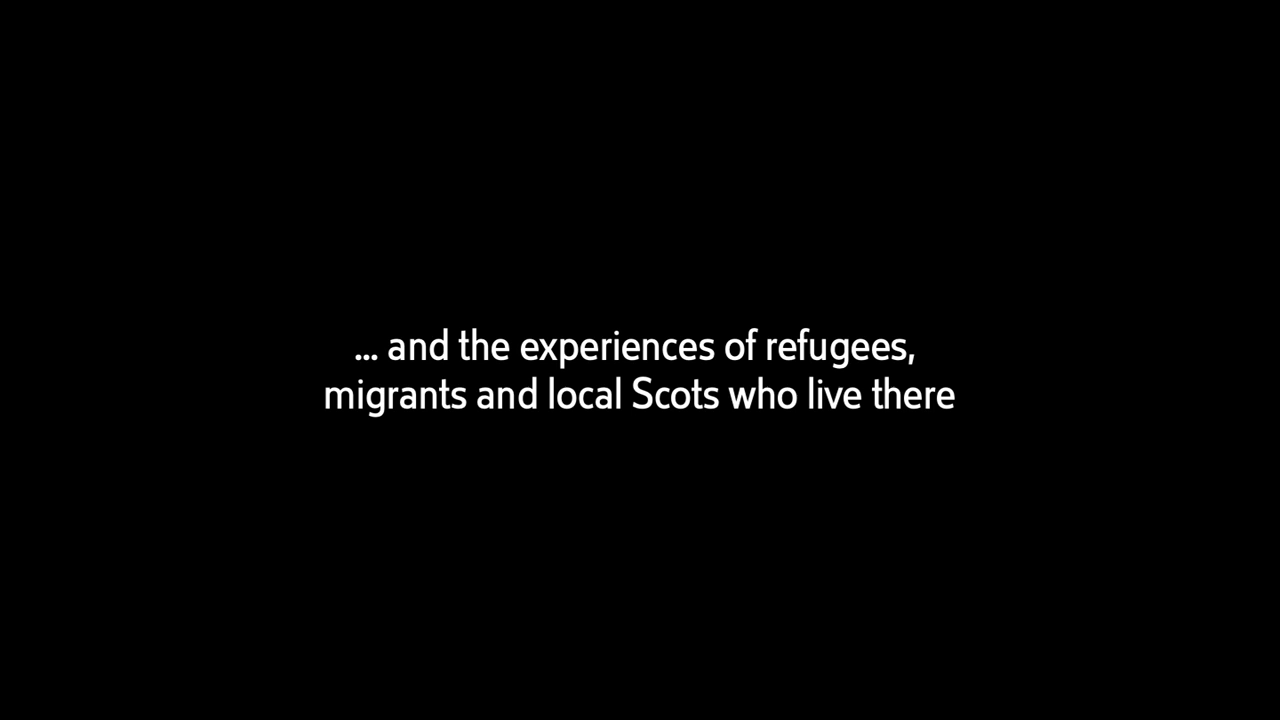 ... and the experiences of refugees,
migrants and local Scots who live there